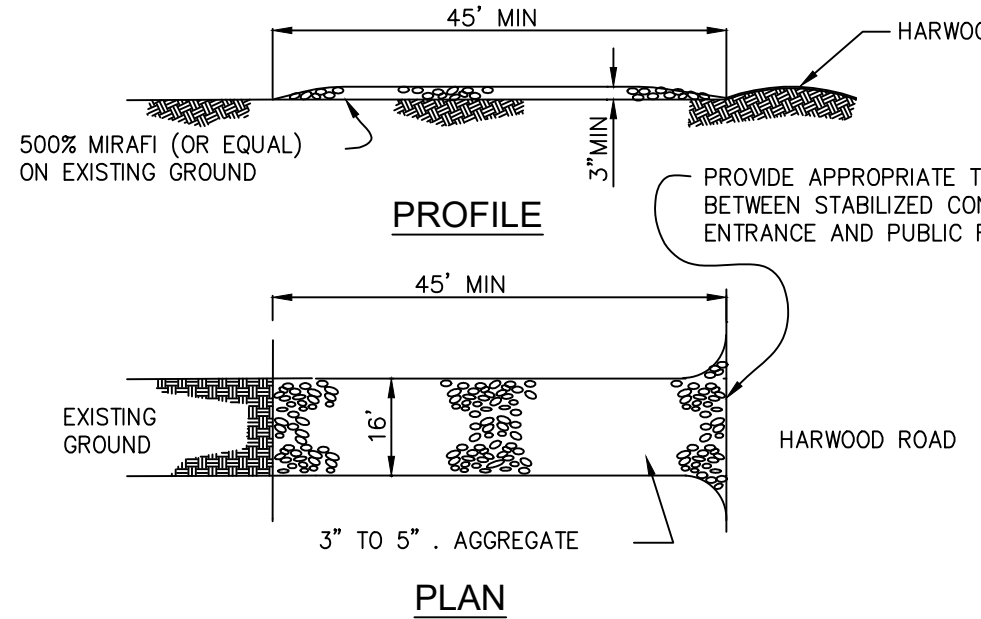 45' MIN
HARWOO
500% MIRAFI (OR EQUAL)
ON EXISTING GROUND
3"MIN
PROFILE
PROVIDE APPROPRIATE T
BETWEEN STABILIZED CON
ENTRANCE AND PUBLIC
45' MIN
EXISTING
GROUND
16'
HARWOOD ROAD
3" TO 5" . AGGREGATE
PLAN